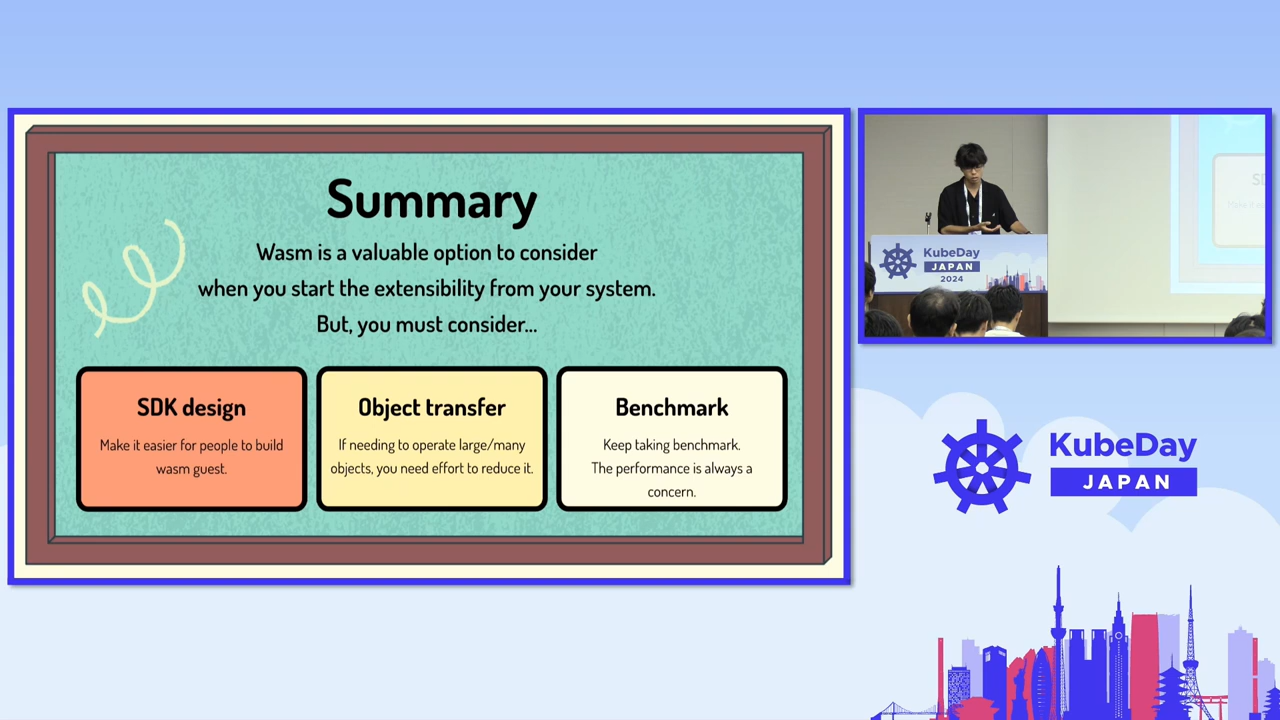 Summary
Wasm is a valuable option to consider
when you start the extensibility from your system.
But, you must consider...
SDK design
Make it easier for people to build
wasm guest.
Object transfer
If needing to operate large/many
objects, you need effort to reduce it.
Benchmark
Keep taking benchmark.
The performance is always a
concern.
KubeDay
JAPAN
2024
KubeDay
JAPAN